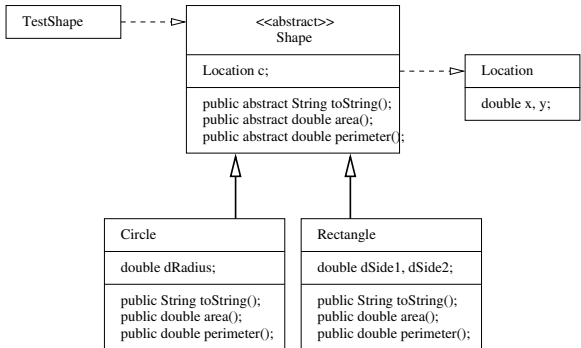 TestShape
<<abstract>>
Shape
Location c;
public abstract String toString();
public abstract double area();
public abstract double perimeter();
Location
double x, y;
Circle
double dRadius;
public String toString();
public double area();
public double perimeter();
Rectangle
double dSide1, dSide2;
public String toString();
public double area();
public double perimeter();